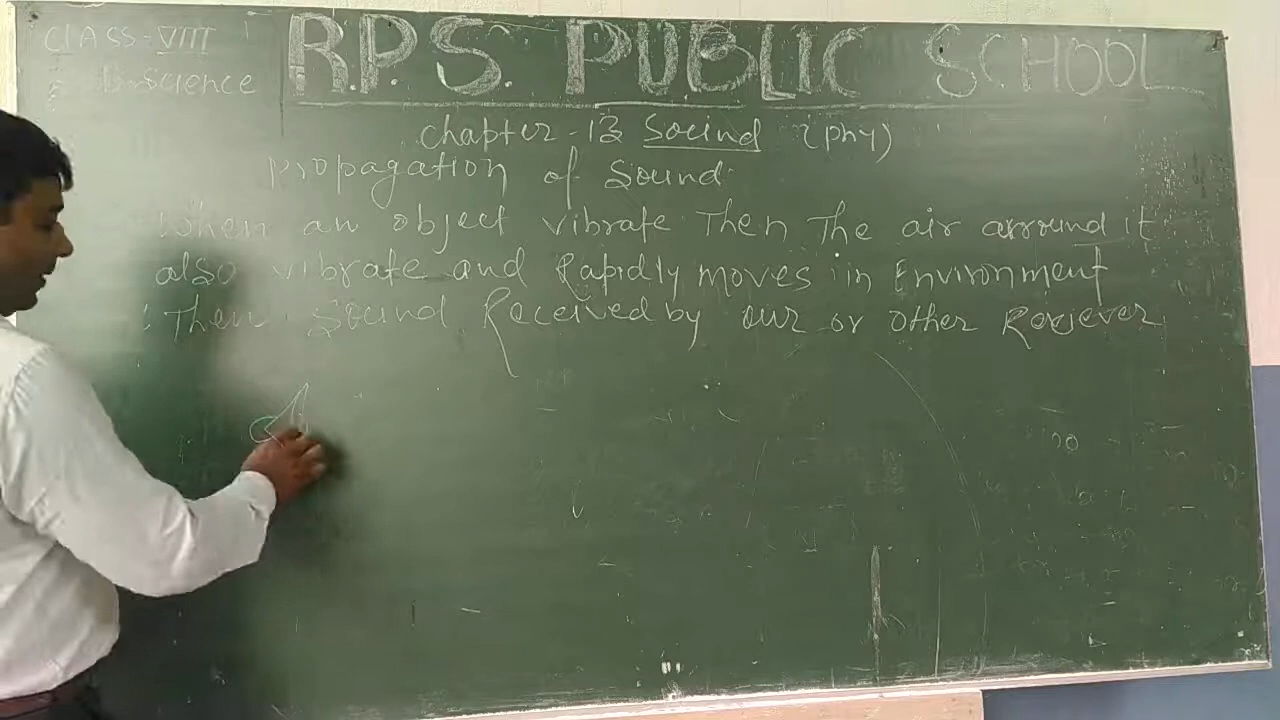 CLASS-VIII
Science
R.P.S. PUBLIC SCHOOL
Chapter-13 Sound (Phy)
Propagation of Sound
When an object vibrate Then The air arround it
also vibrate and Rapidly moves in Environment
Then Sound Received by our or other Reciever